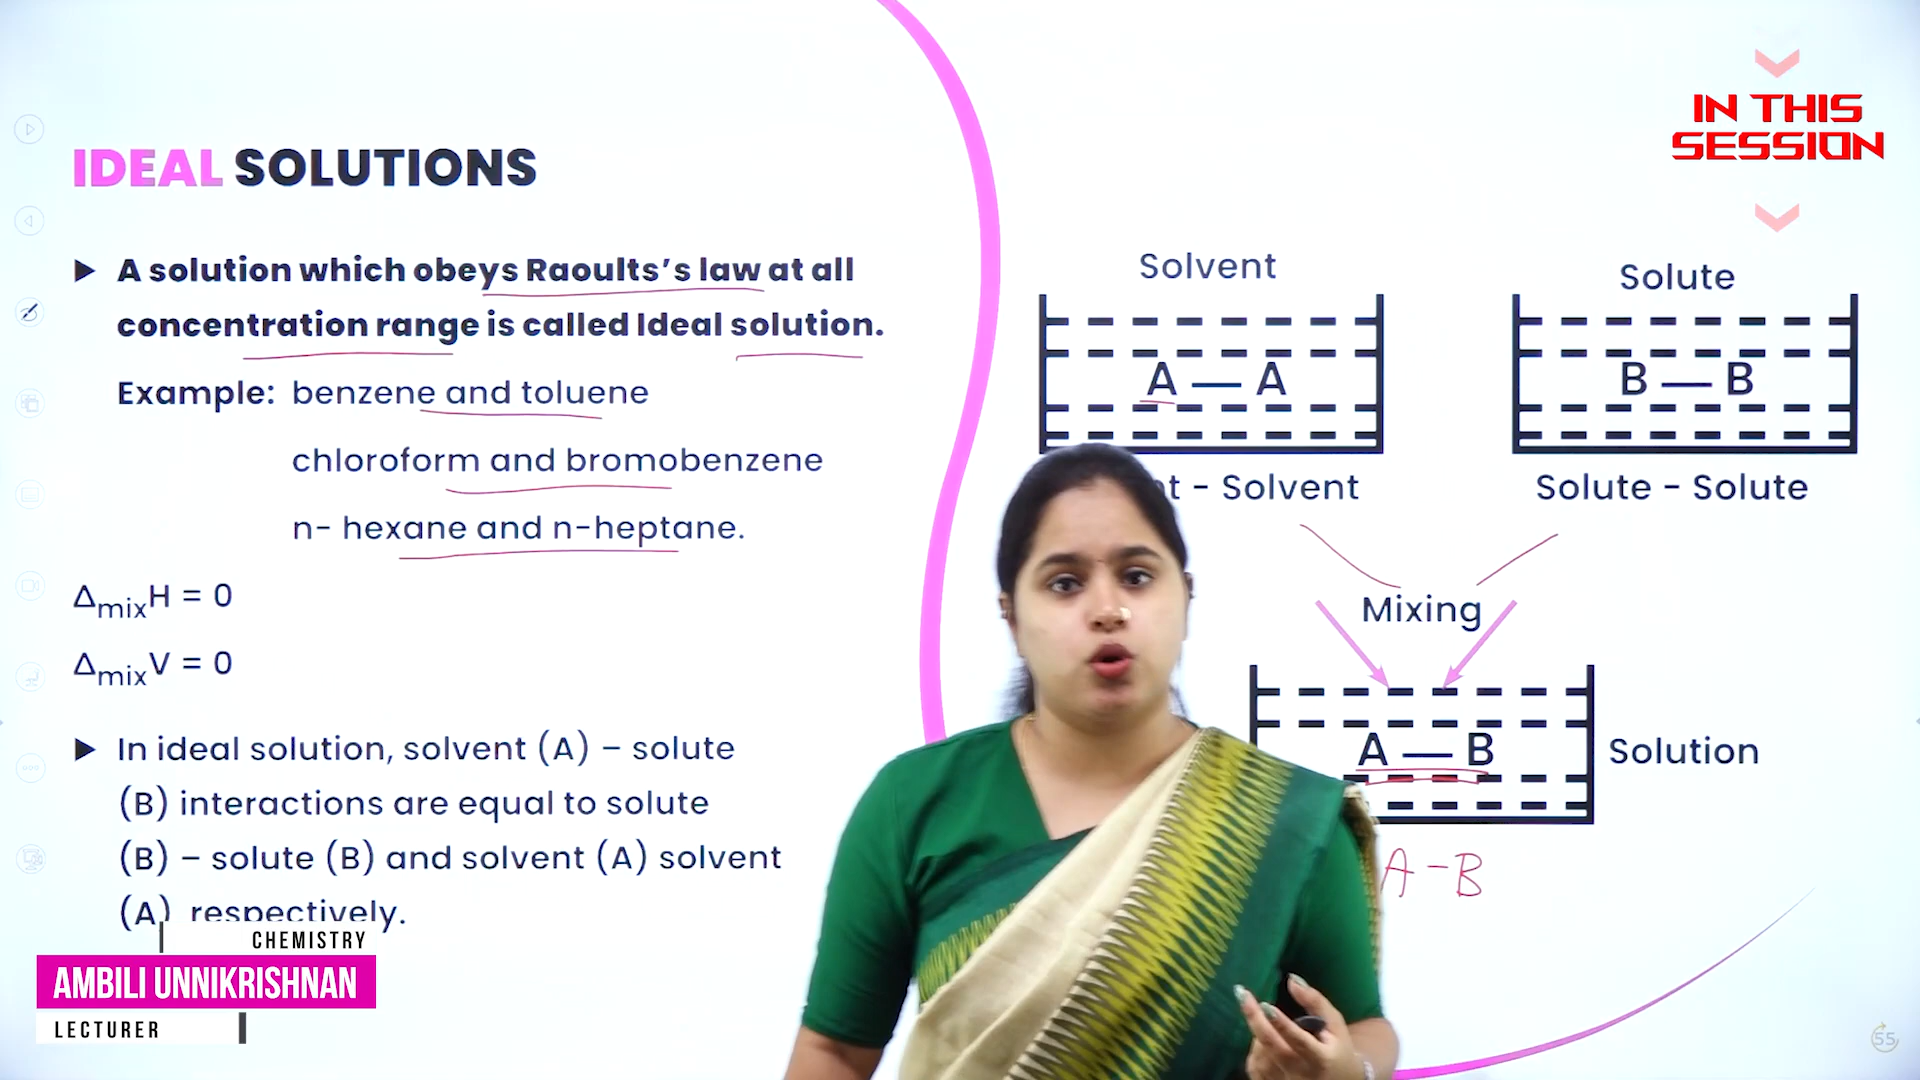 IN THIS
SESSION
IDEAL SOLUTIONS
A solution which obeys Raoults's law at all
concentration range is called Ideal solution.
Example: benzene and toluene
chloroform and bromobenzene
n- hexane and n-heptane.
ΔmixH = 0
ΔmixV = 0
In ideal solution, solvent (A) – solute
(B) interactions are equal to solute
(B) – solute (B) and solvent (A) solvent
(A) respectively.
Solvent
A — A
- Solvent
Solute
B — B
Solute - Solute
Mixing
A — B
Solution
A-B
CHEMISTRY
AMBILI UNNIKRISHNAN
LECTURER
55